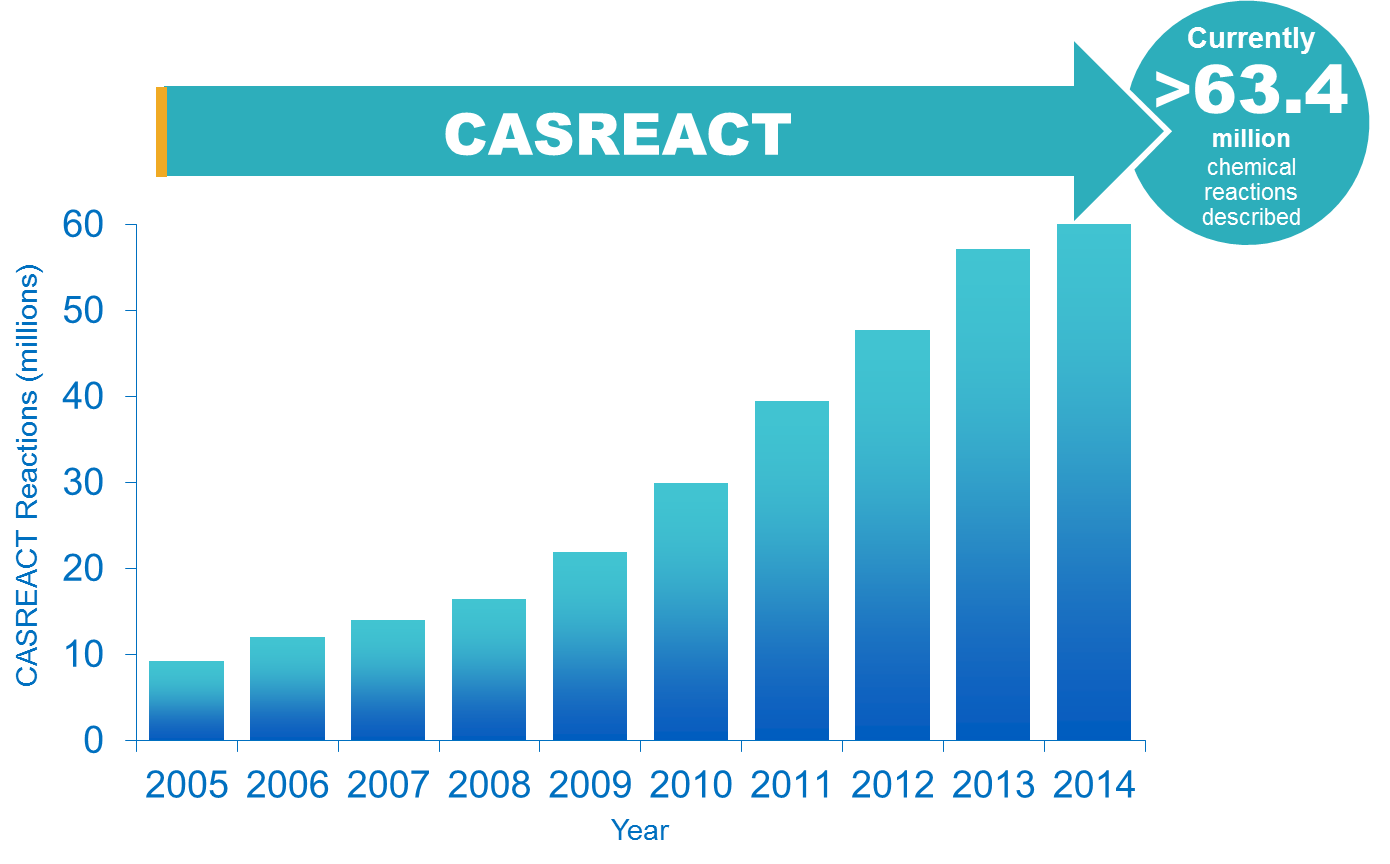 Currently
>63.4
million
chemical
reactions
described
CASREACT
CASREACT Reactions (millions)
60
50
40
30
20
10
0
2005 2006 2007 2008 2009 2010 2011 2012 2013 2014
Year